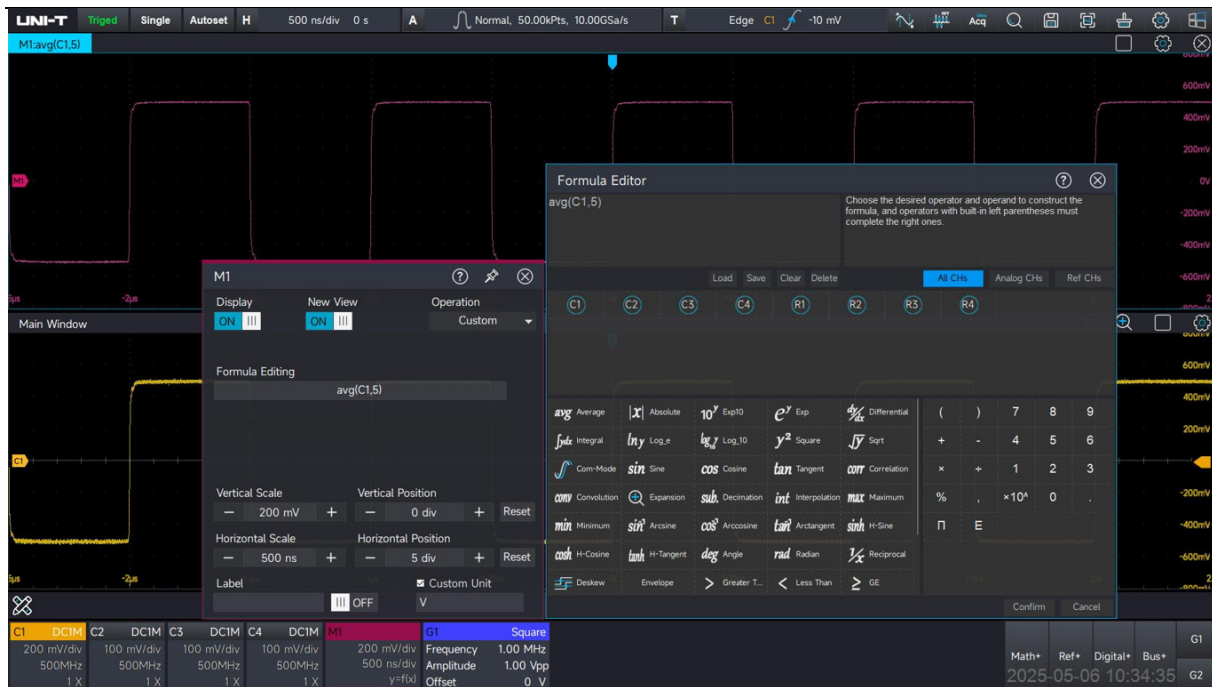 UNI-T Triged Single Autoset H 500 ns/div 0 s A Normal, 50.00kPts, 10.00GSa/s T Edge C1 -10 mV Acq
M1:avg(C1,5)
600mV
400mV
200mV
M1 0V
-200mV
-400mV
-600mV
-2µs
Formula Editor
avg(C1,5)
Choose the desired operator and operand to construct the
formula, and operators with built-in left parentheses must
complete the right ones.
Load Save Clear Delete All CHs Analog CHs Ref CHs
C1 C2 C3 C4 R1 R2 R3 R4
avg Average |x| Absolute 10^y Exp10 e^y Exp dy/dx Differential ( ) 7 8 9
∫ydx Integral lny Log_e log₁₀y Log_10 y² Square √y Sqrt + - 4 5 6
Com-Mode sin Sine cos Cosine tan Tangent corr Correlation × ÷ 1 2 3
conv Convolution Expansion sub. Decimation int Interpolation max Maximum % , ×10^ 0 .
min Minimum Arcsine Arccosine Arctangent sinh H-Sine Π E
cosh H-Cosine tanh H-Tangent deg Angle rad Radian 1/x Reciprocal
Deskew Envelope > Greater T... < Less Than ≥ GE
Confirm Cancel
M1
Display New View Operation
ON ON Custom
Formula Editing
avg(C1,5)
Vertical Scale Vertical Position
− 200 mV + − 0 div + Reset
Horizontal Scale Horizontal Position
− 500 ns + − 5 div + Reset
Label Custom Unit
OFF V
Main Window
600mV
400mV
200mV
C1
-200mV
-400mV
-600mV
-2µs
C1 DC1M C2 DC1M C3 DC1M C4 DC1M M1 G1 Square
200 mV/div 100 mV/div 100 mV/div 100 mV/div 200 mV/div Frequency 1.00 MHz
500MHz 500MHz 500MHz 500MHz 500 ns/div Amplitude 1.00 Vpp
1 X 1 X 1 X 1 X y=f(x) Offset 0 V
Math+ Ref+ Digital+ Bus+ G1
2025-05-06 10:34:35 G2